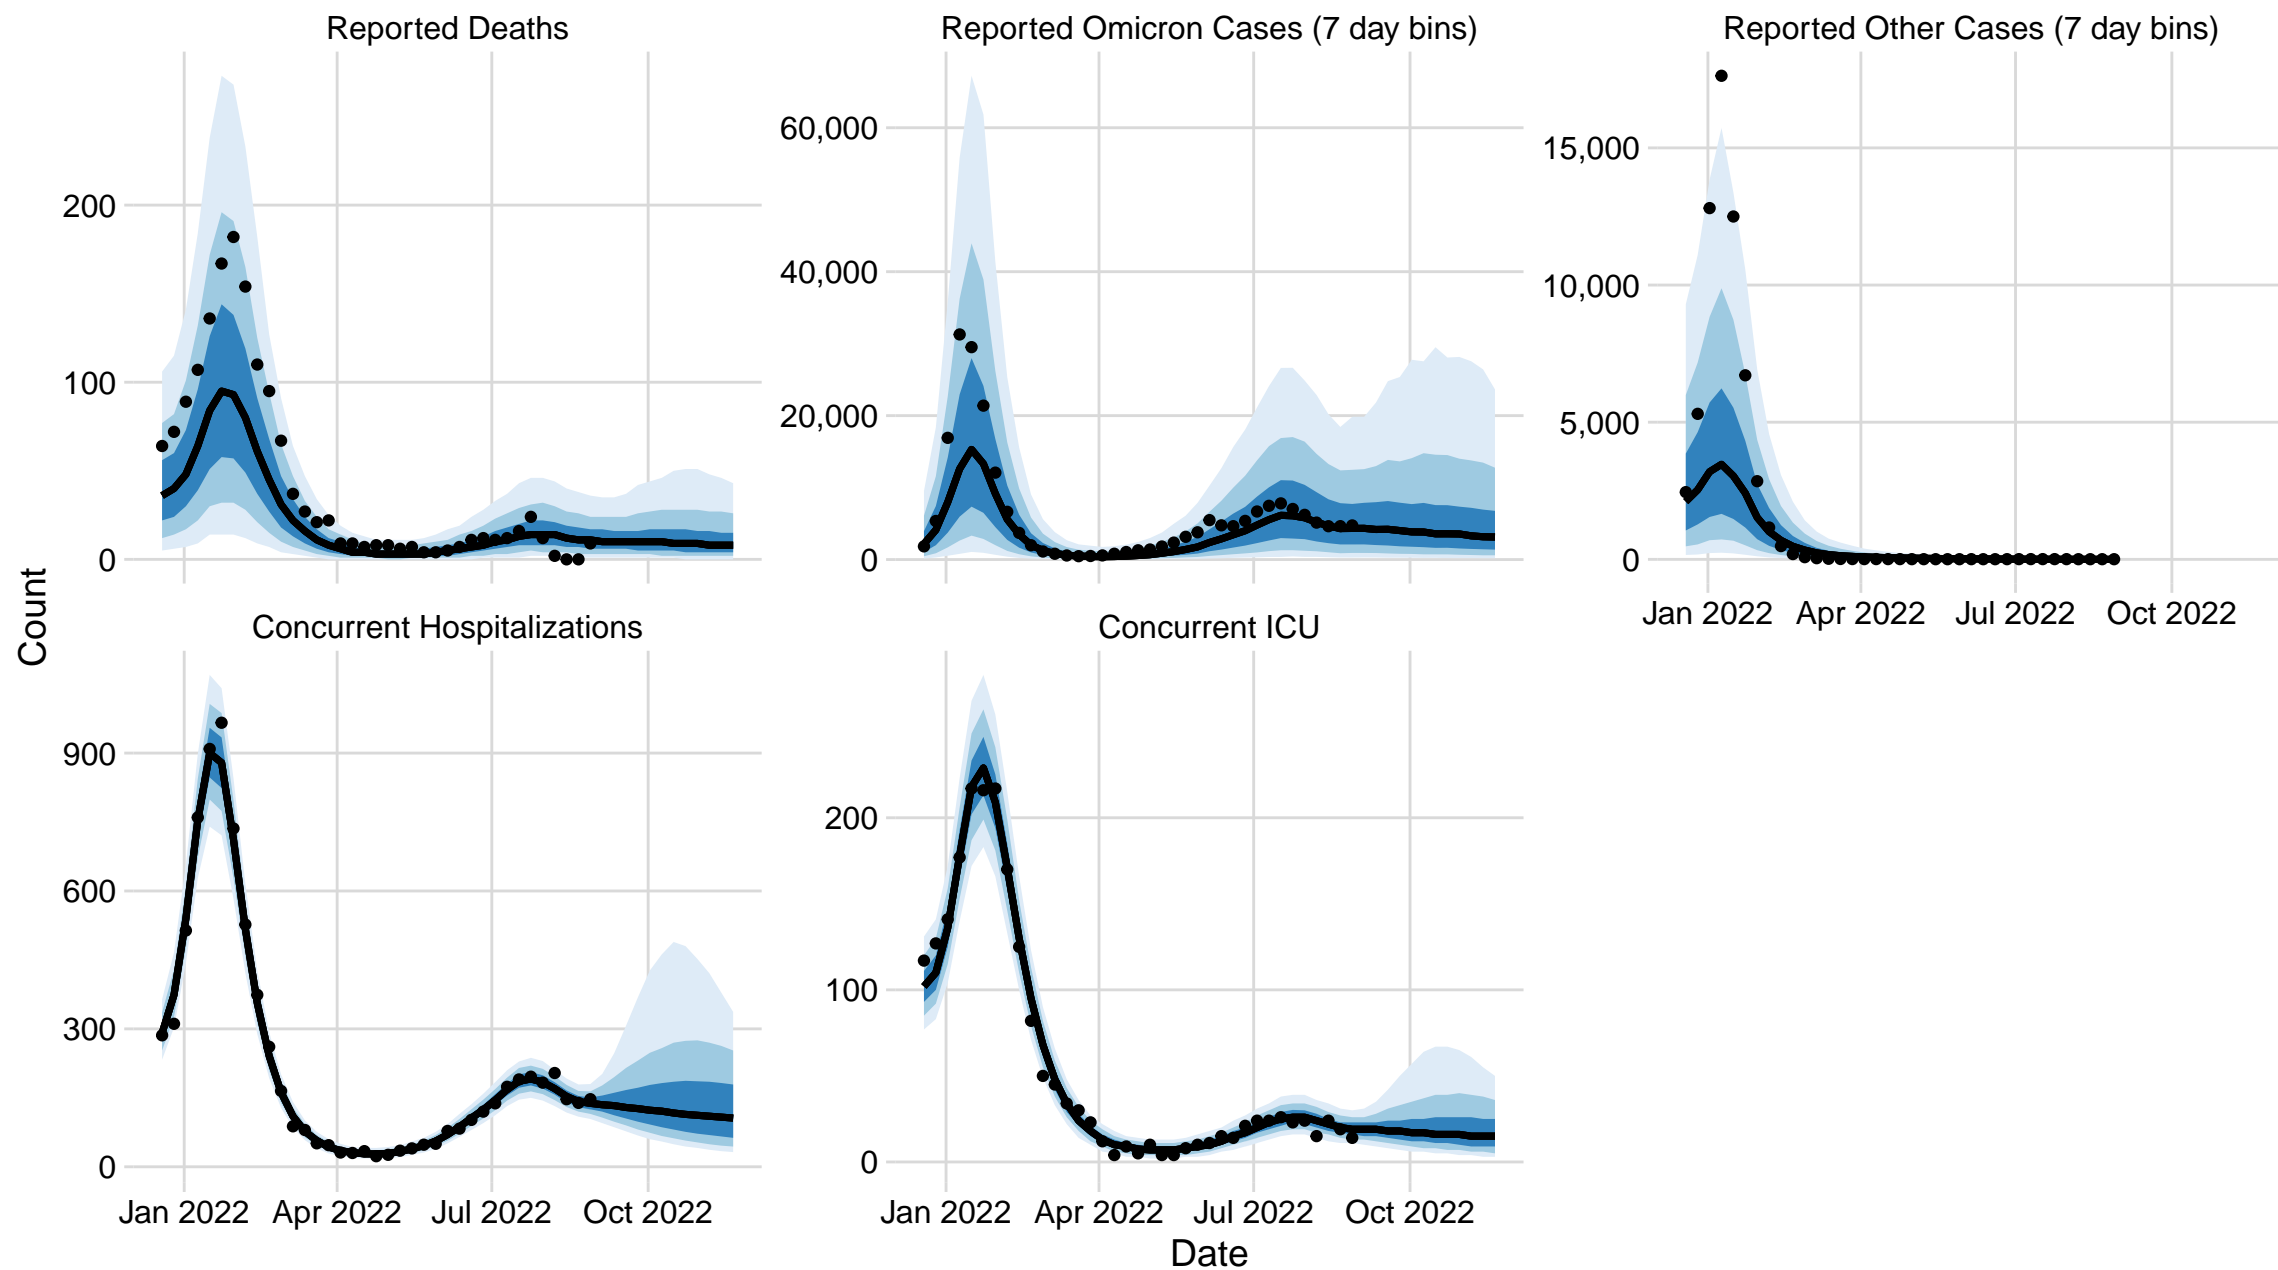 Reported Deaths
Reported Omicron Cases (7 day bins)
Reported Other Cases (7 day bins)
200
100
0
60,000
40,000
20,000
0
15,000
10,000
5,000
0
Jan 2022 Apr 2022 Jul 2022 Oct 2022
Count
Concurrent Hospitalizations
Concurrent ICU
900
600
300
0
200
100
0
Jan 2022 Apr 2022 Jul 2022 Oct 2022
Jan 2022 Apr 2022 Jul 2022 Oct 2022
Date